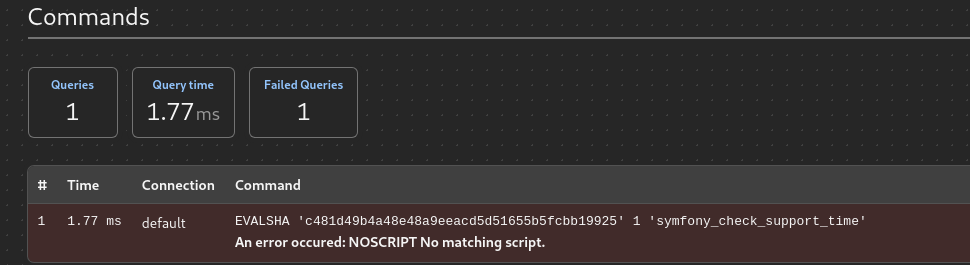 Commands
Queries
1
Query time
1.77 ms
Failed Queries
1
# Time Connection Command
1 1.77 ms default EVALSHA 'c481d49b4a48e48a9eeacd5d51655b5fcbb19925' 1 'symfony_check_support_time'
An error occured: NOSCRIPT No matching script.